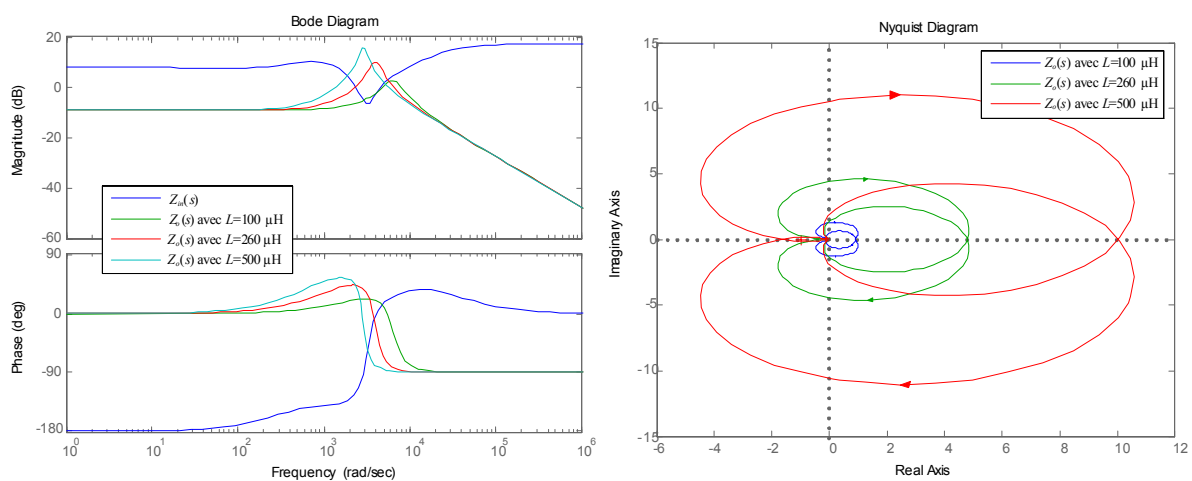 Bode Diagram
20
0
-20
-40
-60
Magnitude (dB)
Zin(s)
Zo(s) avec L=100 µH
Zo(s) avec L=260 µH
Zo(s) avec L=500 µH
90
0
-90
-180
Phase (deg)
10^0 10^1 10^2 10^3 10^4 10^5 10^6
Frequency (rad/sec)
Nyquist Diagram
15
10
5
0
-5
-10
-15
Imaginary Axis
Zo(s) avec L=100 µH
Zo(s) avec L=260 µH
Zo(s) avec L=500 µH
-6 -4 -2 0 2 4 6 8 10 12
Real Axis